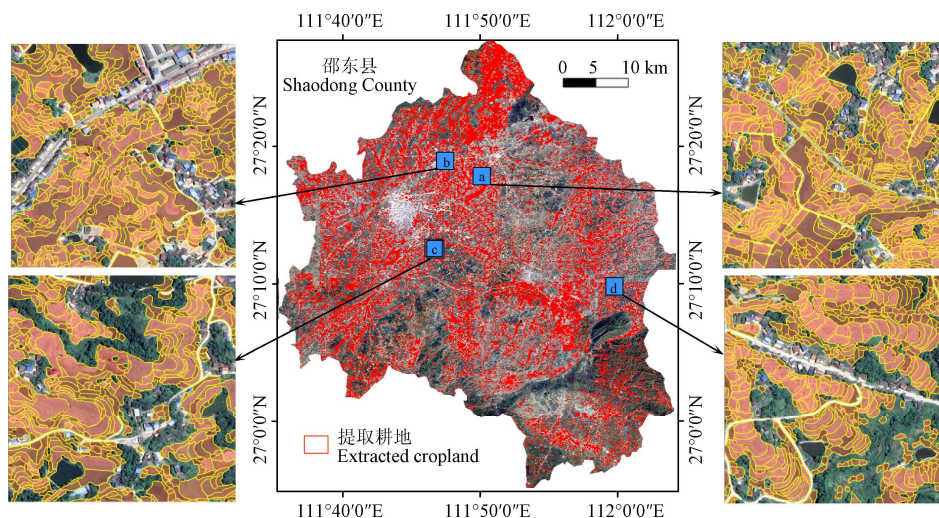 111°40′0″E 111°50′0″E 112°0′0″E
邵东县
Shaodong County
0 5 10 km
27°20′0″N
27°20′0″N
b
a
c
27°10′0″N
27°10′0″N
d
27°0′0″N
27°0′0″N
提取耕地
Extracted cropland
111°40′0″E 111°50′0″E 112°0′0″E